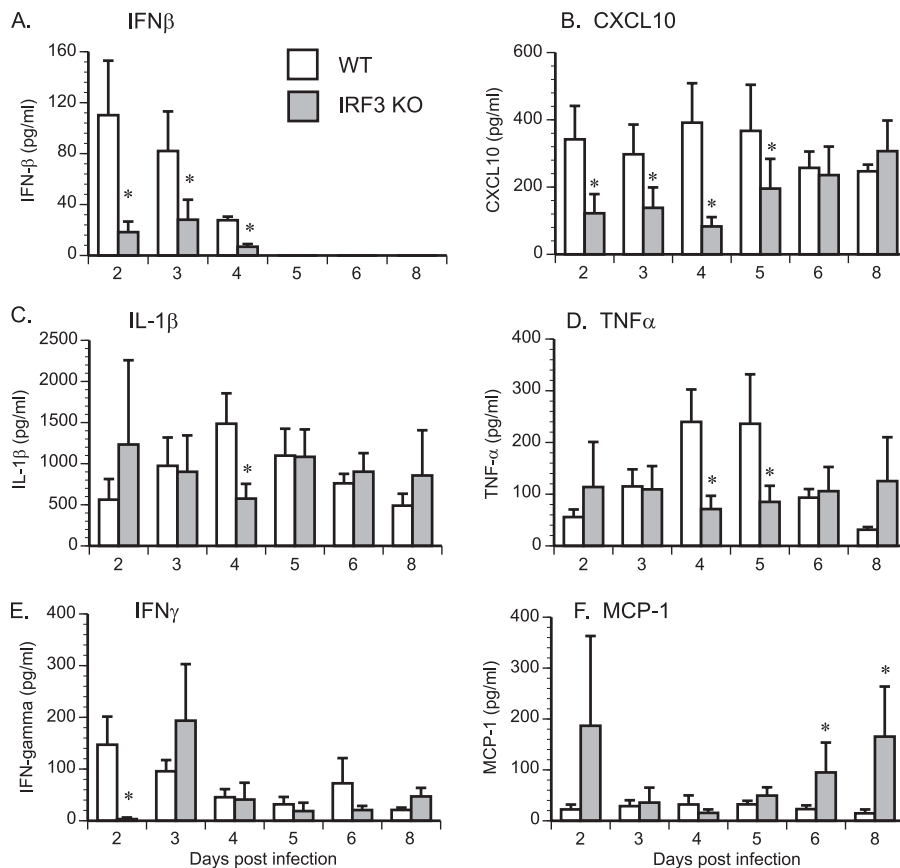 A. IFNβ
IFN-β (pg/ml)
160
120
80
40
0
WT
IRF3 KO
*
*
*
2 3 4 5 6 8
B. CXCL10
CXCL10 (pg/ml)
600
400
200
0
*
*
*
*
2 3 4 5 6 8
C. IL-1β
IL-1β (pg/ml)
2500
2000
1500
1000
500
0
*
2 3 4 5 6 8
D. TNFα
TNF-α (pg/ml)
400
300
200
100
0
*
*
2 3 4 5 6 8
E. IFNγ
IFN-gamma (pg/ml)
400
300
200
100
0
*
2 3 4 5 6 8
Days post infection
F. MCP-1
MCP-1 (pg/ml)
400
300
200
100
0
*
*
2 3 4 5 6 8
Days post infection